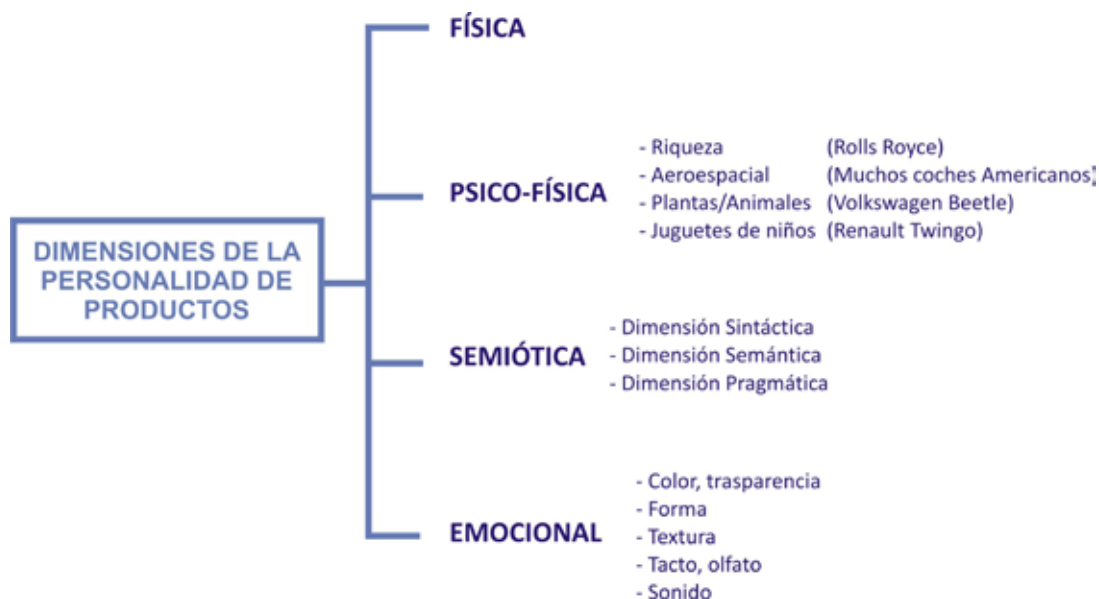 FÍSICA
- Riqueza (Rolls Royce)
- Aeroespacial (Muchos coches Americanos)
PSICO-FÍSICA
- Plantas/Animales (Volkswagen Beetle)
- Juguetes de niños (Renault Twingo)
DIMENSIONES DE LA
PERSONALIDAD DE
PRODUCTOS
- Dimensión Sintáctica
SEMIÓTICA
- Dimensión Semántica
- Dimensión Pragmática
- Color, trasparencia
- Forma
EMOCIONAL
- Textura
- Tacto, olfato
- Sonido